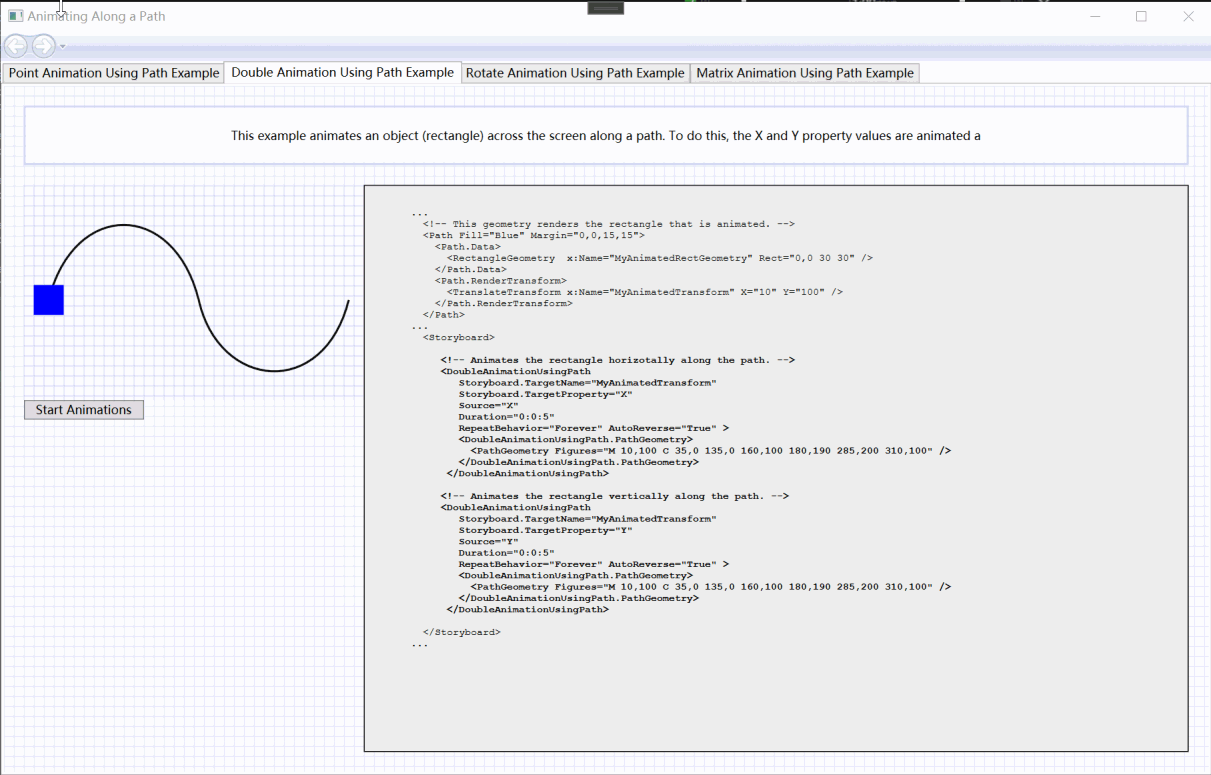 Animating Along a Path
Point Animation Using Path Example
Double Animation Using Path Example
Rotate Animation Using Path Example
Matrix Animation Using Path Example
This example animates an object (rectangle) across the screen along a path. To do this, the X and Y property values are animated a
Start Animations
...
<!-- This geometry renders the rectangle that is animated. -->
<Path Fill="Blue" Margin="0,0,15,15">
<Path.Data>
<RectangleGeometry  x:Name="MyAnimatedRectGeometry" Rect="0,0 30 30" />
</Path.Data>
<Path.RenderTransform>
<TranslateTransform x:Name="MyAnimatedTransform" X="10" Y="100" />
</Path.RenderTransform>
</Path>
...
<Storyboard>
<!-- Animates the rectangle horizotally along the path. -->
<DoubleAnimationUsingPath
Storyboard.TargetName="MyAnimatedTransform"
Storyboard.TargetProperty="X"
Source="X"
Duration="0:0:5"
RepeatBehavior="Forever" AutoReverse="True" >
<DoubleAnimationUsingPath.PathGeometry>
<PathGeometry Figures="M 10,100 C 35,0 135,0 160,100 180,190 285,200 310,100" />
</DoubleAnimationUsingPath.PathGeometry>
</DoubleAnimationUsingPath>
<!-- Animates the rectangle vertically along the path. -->
<DoubleAnimationUsingPath
Storyboard.TargetName="MyAnimatedTransform"
Storyboard.TargetProperty="Y"
Source="Y"
Duration="0:0:5"
RepeatBehavior="Forever" AutoReverse="True" >
<DoubleAnimationUsingPath.PathGeometry>
<PathGeometry Figures="M 10,100 C 35,0 135,0 160,100 180,190 285,200 310,100" />
</DoubleAnimationUsingPath.PathGeometry>
</DoubleAnimationUsingPath>
</Storyboard>
...